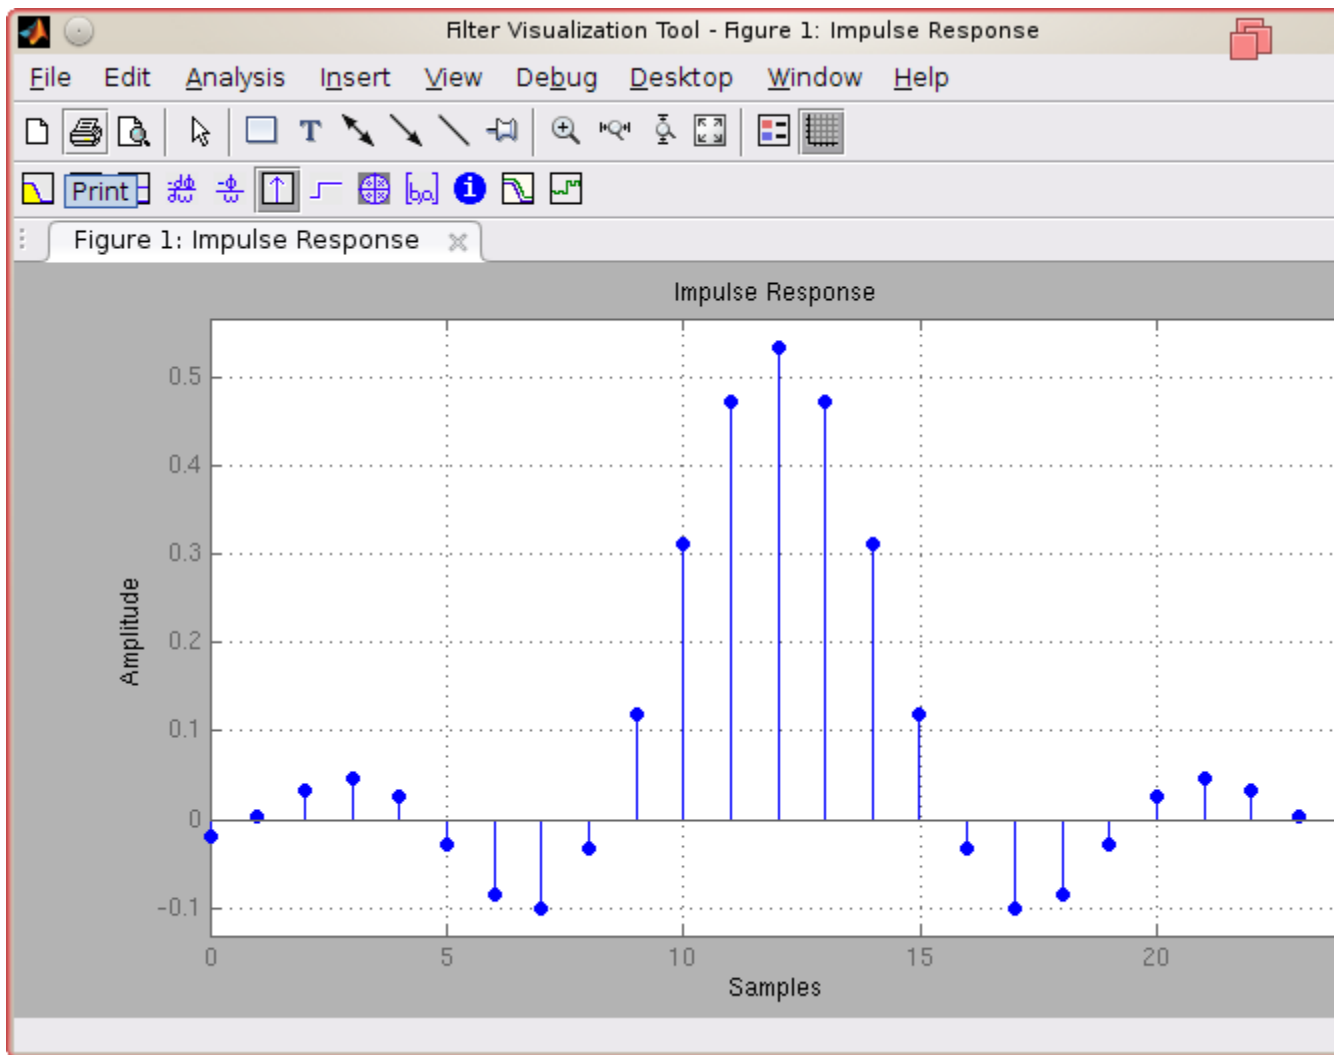 Filter Visualization Tool - Figure 1: Impulse Response
File Edit Analysis Insert View Debug Desktop Window Help
T
Print
-dϕ
dω
-ϕ
ω
[b,a]
i
Figure 1: Impulse Response
Impulse Response
0.5
0.4
0.3
0.2
0.1
0
-0.1
Amplitude
0 5 10 15 20
Samples